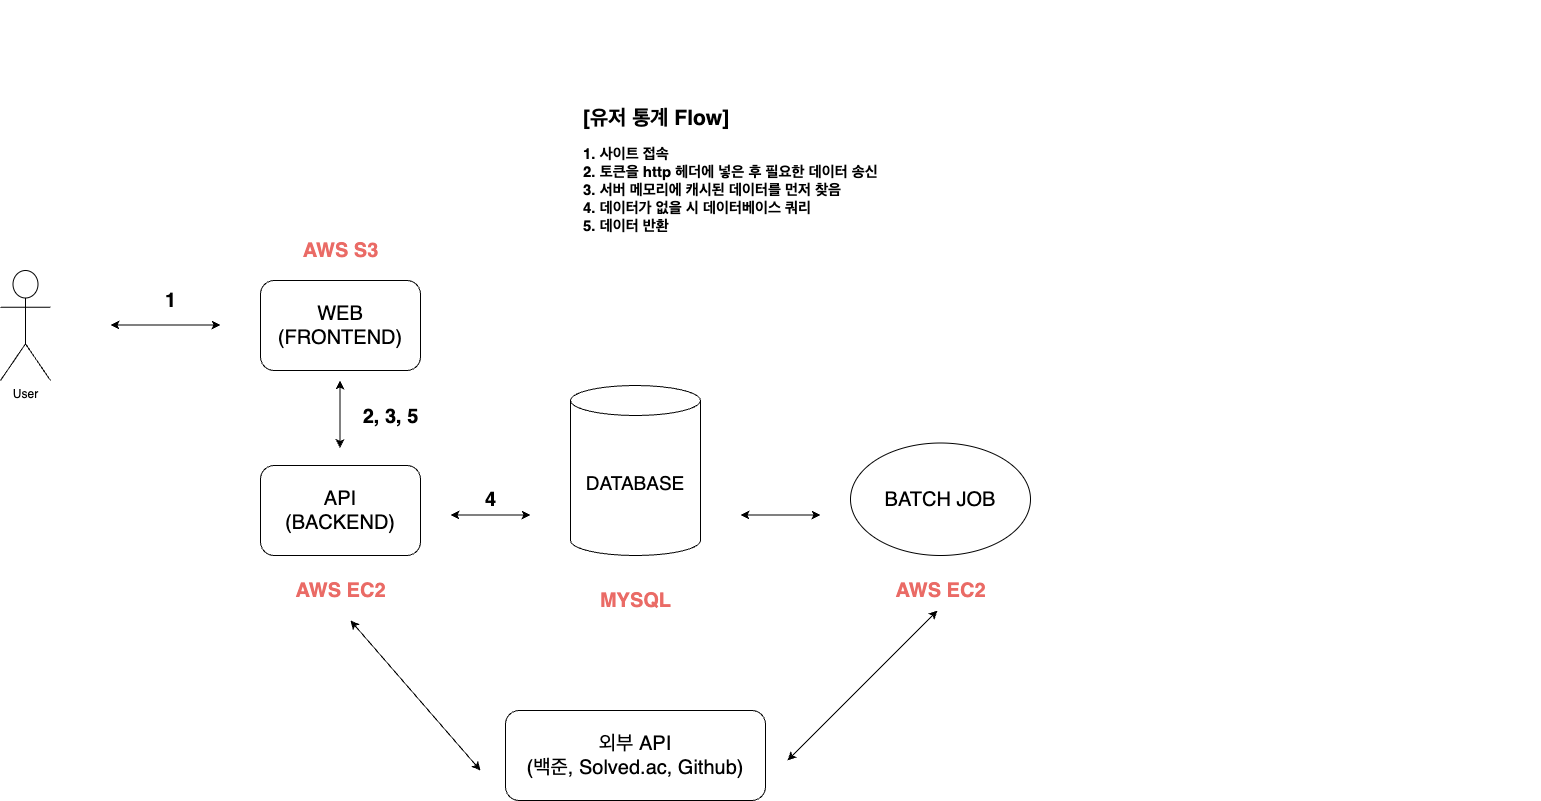 [유저 통계 Flow]
1. 사이트 접속
2. 토큰을 http 헤더에 넣은 후 필요한 데이터 송신
3. 서버 메모리에 캐시된 데이터를 먼저 찾음
4. 데이터가 없을 시 데이터베이스 쿼리
5. 데이터 반환
AWS S3
1
WEB
(FRONTEND)
User
2, 3, 5
API
(BACKEND)
4
DATABASE
BATCH JOB
AWS EC2
MYSQL
AWS EC2
외부 API
(백준, Solved.ac, Github)